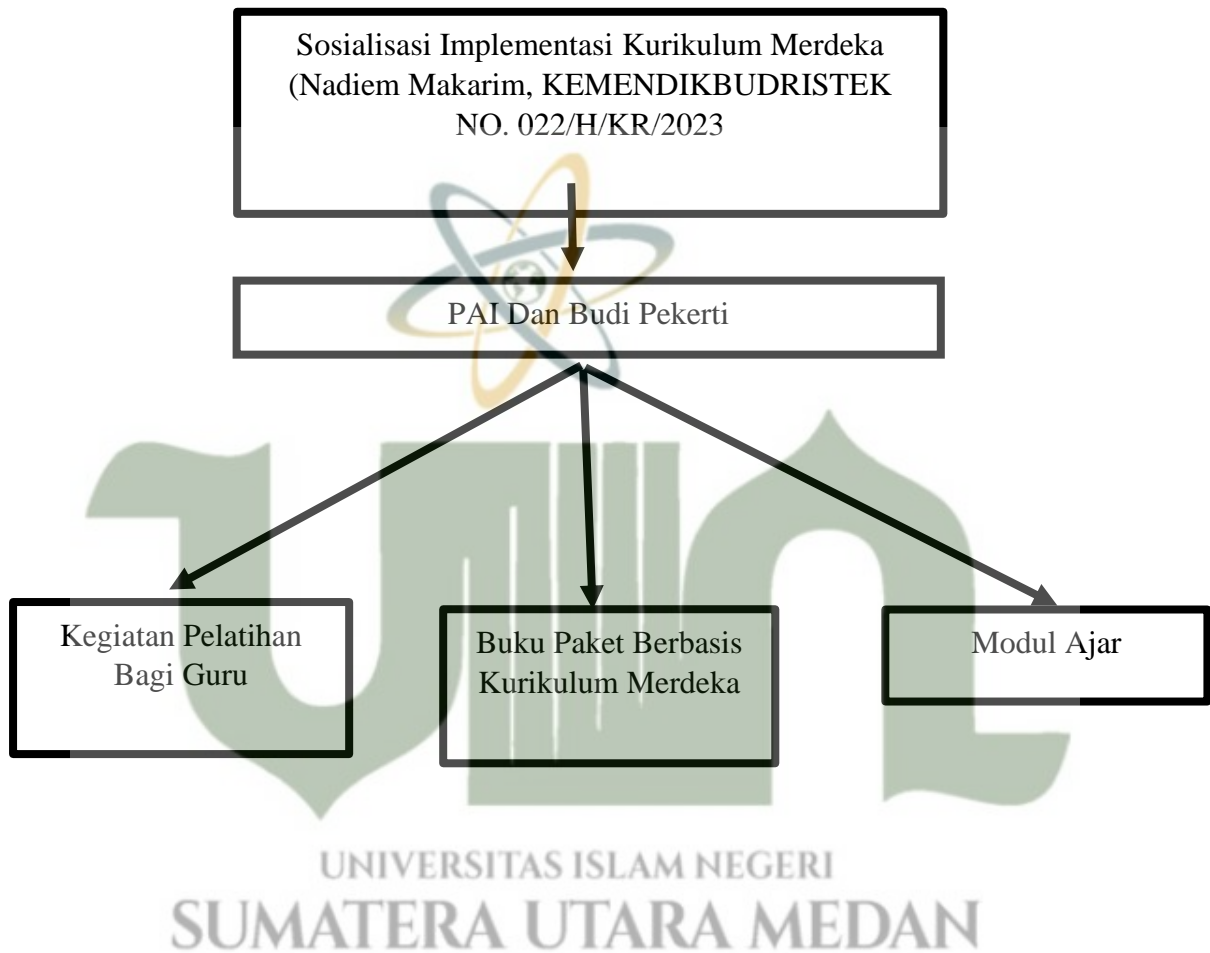 Sosialisasi Implementasi Kurikulum Merdeka
(Nadiem Makarim, KEMENDIKBUDRISTEK
NO. 022/H/KR/2023
PAI Dan Budi Pekerti
Kegiatan Pelatihan
Bagi Guru
Buku Paket Berbasis
Kurikulum Merdeka
Modul Ajar
UIN
UNIVERSITAS ISLAM NEGERI
SUMATERA UTARA MEDAN